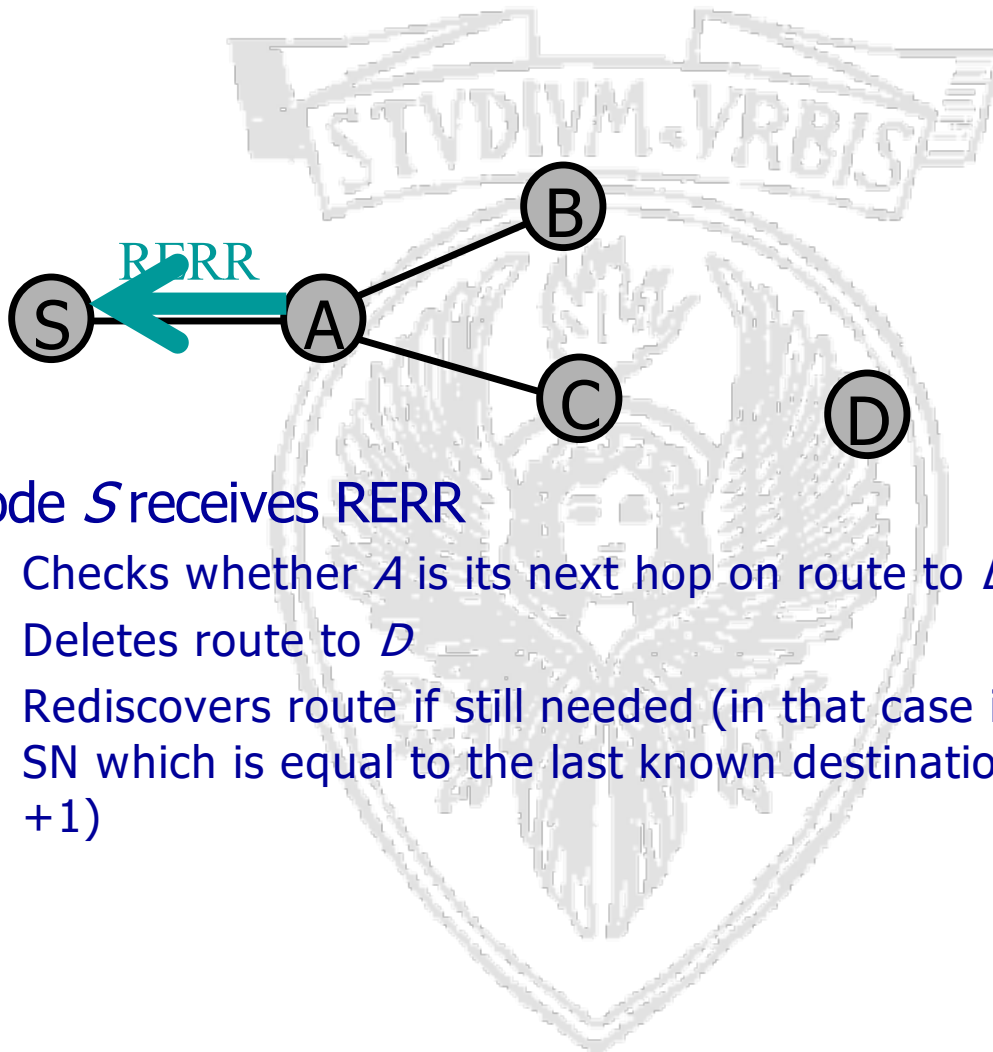 STVDIVM·VRBIS
B
RERR
S
A
C
D
ode S receives RERR
Checks whether A is its next hop on route to
Deletes route to D
Rediscovers route if still needed (in that case
SN which is equal to the last known destinatio
+1)